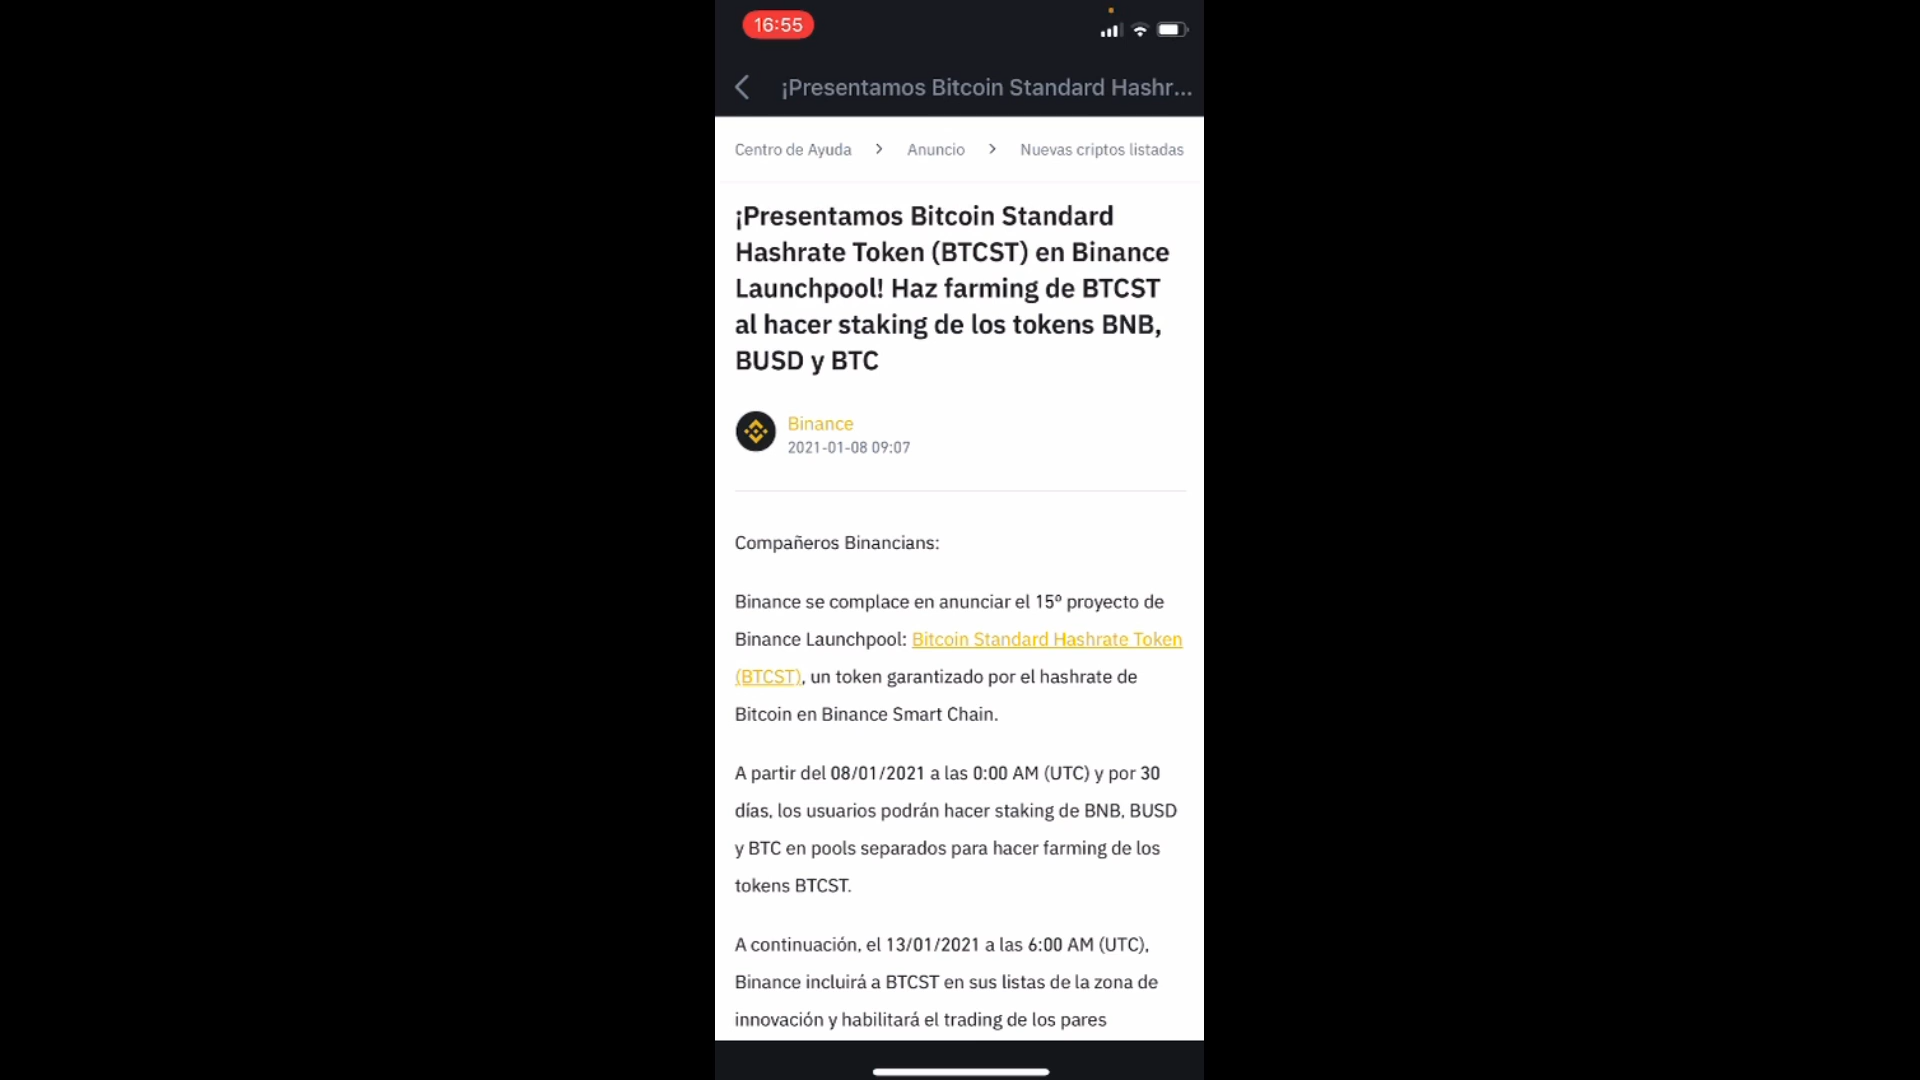 16:55
¡Presentamos Bitcoin Standard Hashr...
Centro de Ayuda > Anuncio > Nuevas criptos listadas
¡Presentamos Bitcoin Standard
Hashrate Token (BTCST) en Binance
Launchpool! Haz farming de BTCST
al hacer staking de los tokens BNB,
BUSD y BTC
Binance
2021-01-08 09:07
Compañeros Binancians:
Binance se complace en anunciar el 15º proyecto de
Binance Launchpool: Bitcoin Standard Hashrate Token
(BTCST), un token garantizado por el hashrate de
Bitcoin en Binance Smart Chain.
A partir del 08/01/2021 a las 0:00 AM (UTC) y por 30
días, los usuarios podrán hacer staking de BNB, BUSD
y BTC en pools separados para hacer farming de los
tokens BTCST.
A continuación, el 13/01/2021 a las 6:00 AM (UTC),
Binance incluirá a BTCST en sus listas de la zona de
innovación y habilitará el trading de los pares